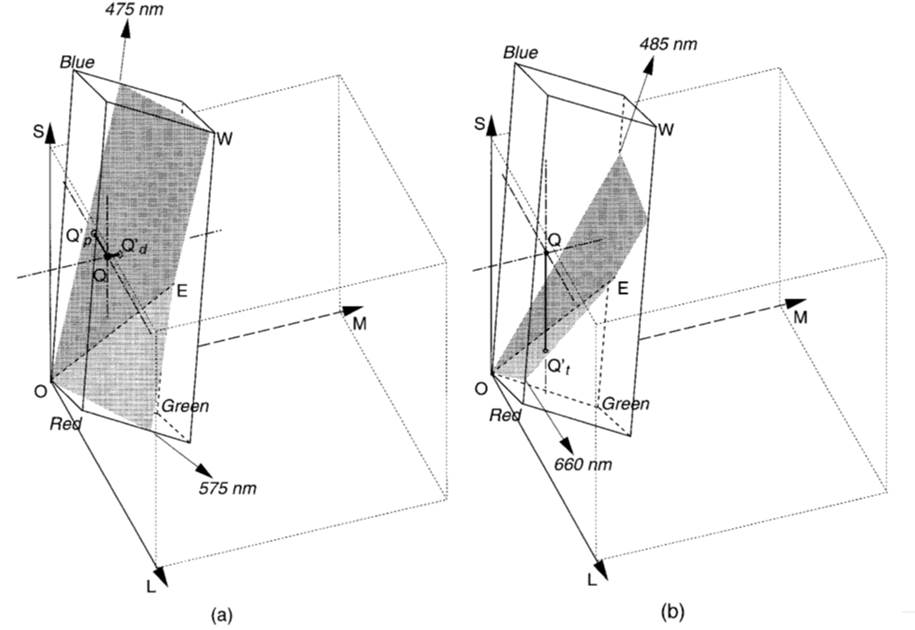 475 nm
Blue
S
W
Q'p
Q'd
Q
E
M
O
Green
Red
575 nm
L
(a)
485 nm
Blue
S
W
Q
E
M
Q't
O
Green
Red
660 nm
L
(b)